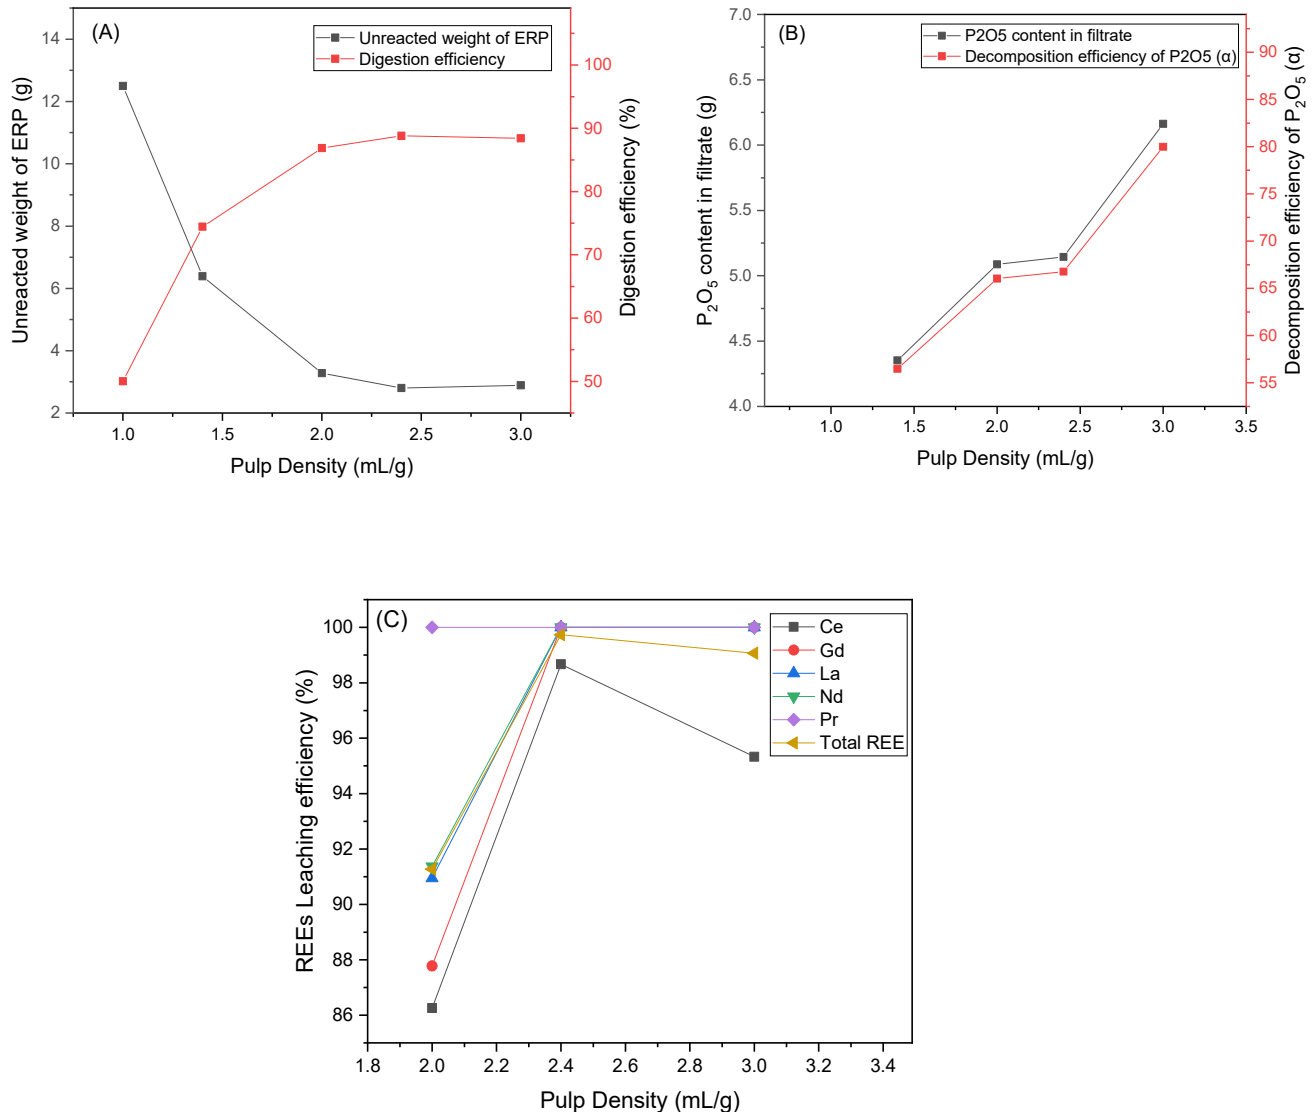 (A)
Unreacted weight of ERP
Digestion efficiency
14
12
10
8
6
4
2
100
90
80
70
60
50
1.0 1.5 2.0 2.5 3.0
Unreacted weight of ERP (g)
Digestion efficiency (%)
Pulp Density (mL/g)
(B)
P2O5 content in filtrate
Decomposition efficiency of P2O5 (α)
7.0
6.5
6.0
5.5
5.0
4.5
4.0
90
85
80
75
70
65
60
55
1.0 1.5 2.0 2.5 3.0 3.5
P₂O₅ content in filtrate (g)
Decomposition efficiency of P₂O₅ (α)
Pulp Density (mL/g)
(C)
Ce
Gd
La
Nd
Pr
Total REE
100
98
96
94
92
90
88
86
1.8 2.0 2.2 2.4 2.6 2.8 3.0 3.2 3.4
REEs Leaching efficiency (%)
Pulp Density (mL/g)